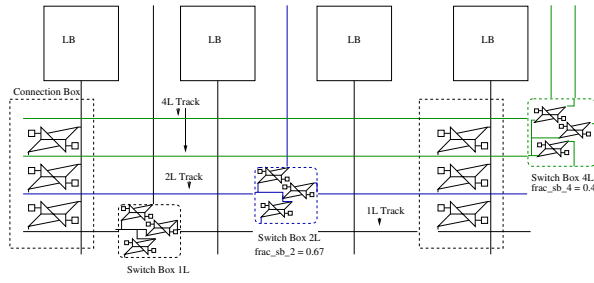 LB
LB
LB
LB
Connection Box
4L Track
2L Track
1L Track
Switch Box 4L
frac_sb_4 = 0.4
Switch Box 2L
frac_sb_2 = 0.67
Switch Box 1L